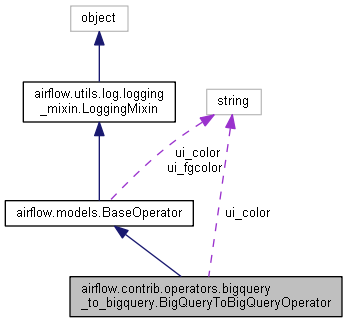 object
airflow.utils.log.logging
_mixin.LoggingMixin
string
ui_color
ui_fgcolor
airflow.models.BaseOperator
ui_color
airflow.contrib.operators.bigquery
_to_bigquery.BigQueryToBigQueryOperator